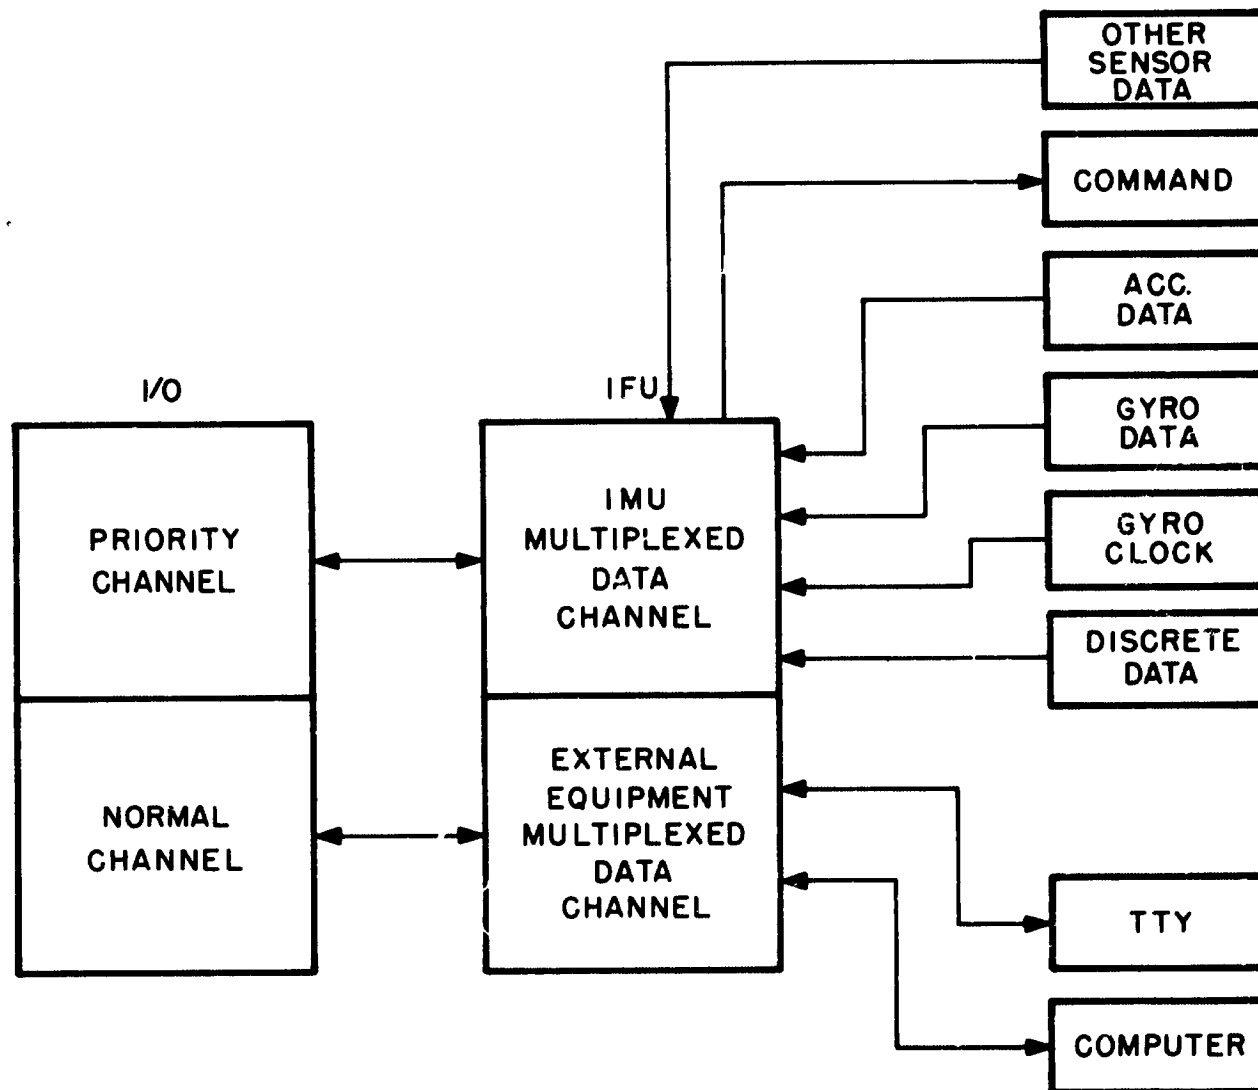 OTHER
SENSOR
DATA
COMMAND
ACC.
DATA
GYRO
DATA
GYRO
CLOCK
DISCRETE
DATA
TTY
COMPUTER
I/O
PRIORITY
CHANNEL
NORMAL
CHANNEL
IFU
IMU
MULTIPLEXED
DATA
CHANNEL
EXTERNAL
EQUIPMENT
MULTIPLEXED
DATA
CHANNEL